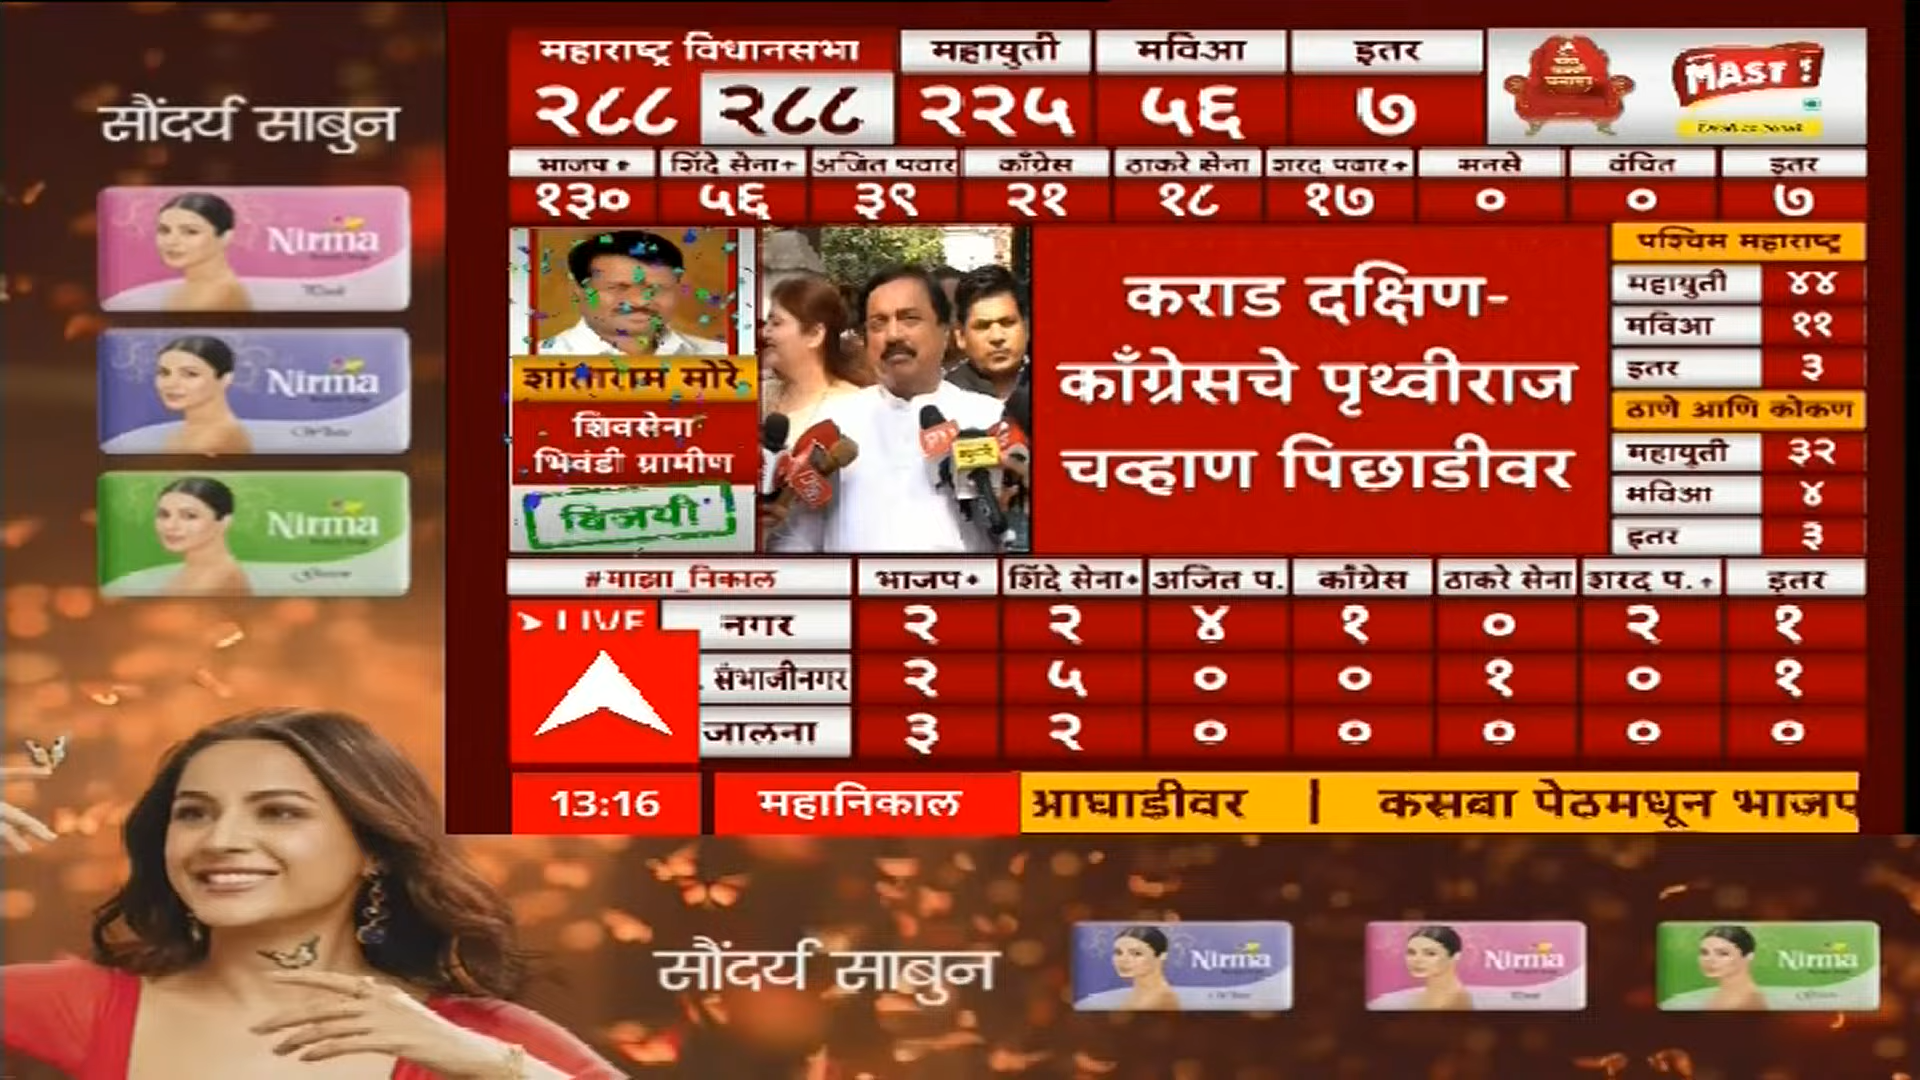 सौंदर्य साबुन
Nirma
Nirma
Nirma
महाराष्ट्र विधानसभा महायुती मविआ इतर
२८८ २८८ २२५ ५६ ७
MAST !
भाजप+ शिंदे सेना+ अजित पवार काँग्रेस ठाकरे सेना शरद पवार+ मनसे वंचित इतर
१३० ५६ ३९ २१ १८ १७ ० ० ७
शांताराम मोरे
शिवसेना
भिवंडी ग्रामीण
विजयी
कराड दक्षिण-
काँग्रेसचे पृथ्वीराज
चव्हाण पिछाडीवर
पश्चिम महाराष्ट्र
महायुती ४४
मविआ ११
इतर ३
ठाणे आणि कोकण
महायुती ३२
मविआ ४
इतर ३
#माझा_निकाल भाजप+ शिंदे सेना+ अजित प. काँग्रेस ठाकरे सेना शरद प.+ इतर
LIVE नगर २ २ ४ १ ० २ १
. संभाजीनगर २ ५ ० ० १ ० १
जालना ३ २ ० ० ० ० ०
13:16 महानिकाल आघाडीवर | कसबा पेठमधून भाजप
सौंदर्य साबुन
Nirma
Nirma
Nirma